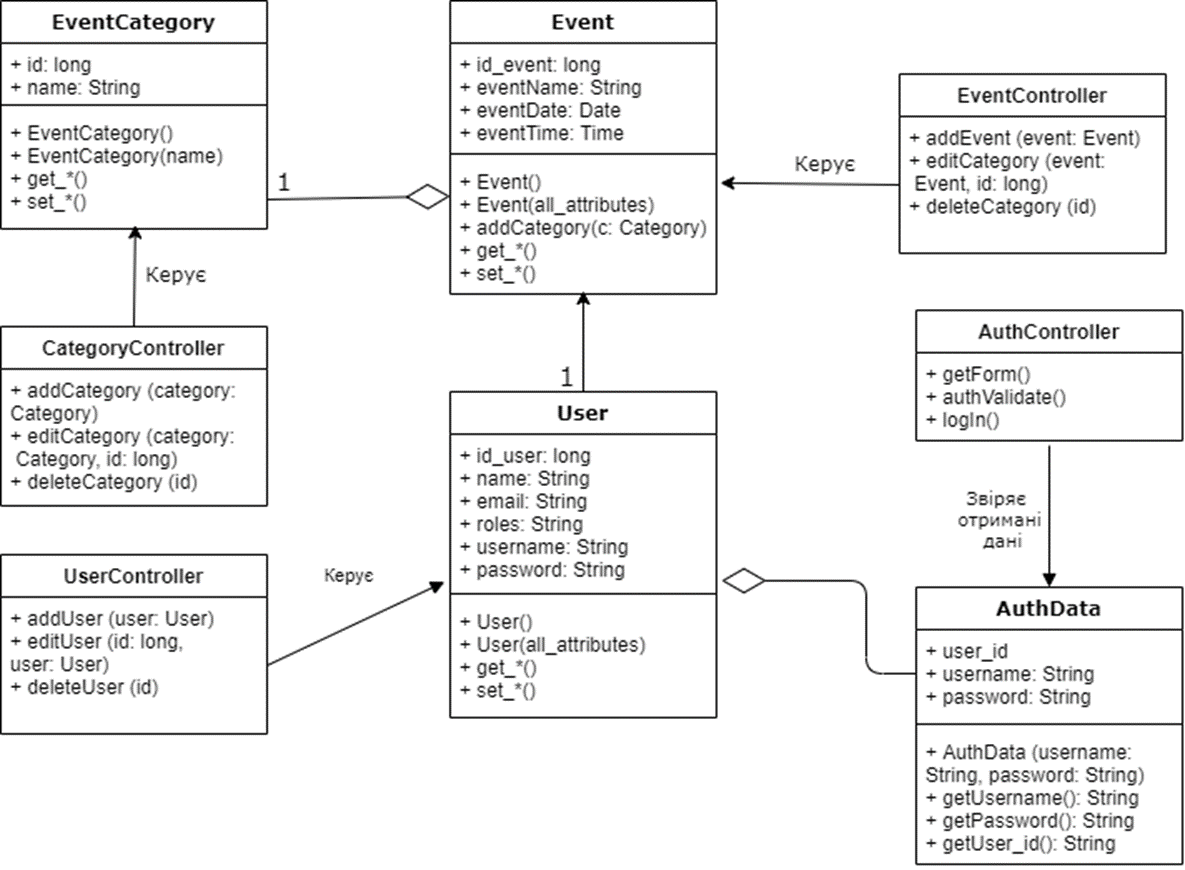 EventCategory
+ id: long
+ name: String
+ EventCategory()
+ EventCategory(name)
+ get_*()
+ set_*()
1
Event
+ id_event: long
+ eventName: String
+ eventDate: Date
+ eventTime: Time
+ Event()
+ Event(all_attributes)
+ addCategory(c: Category)
+ get_*()
+ set_*()
Керує
EventController
+ addEvent (event: Event)
+ editCategory (event:
Event, id: long)
+ deleteCategory (id)
Керує
CategoryController
+ addCategory (category:
Category)
+ editCategory (category:
Category, id: long)
+ deleteCategory (id)
1
User
+ id_user: long
+ name: String
+ email: String
+ roles: String
+ username: String
+ password: String
+ User()
+ User(all_attributes)
+ get_*()
+ set_*()
AuthController
+ getForm()
+ authValidate()
+ logIn()
Звіряє
отримані
дані
UserController
+ addUser (user: User)
+ editUser (id: long,
user: User)
+ deleteUser (id)
Керує
AuthData
+ user_id
+ username: String
+ password: String
+ AuthData (username:
String, password: String)
+ getUsername(): String
+ getPassword(): String
+ getUser_id(): String